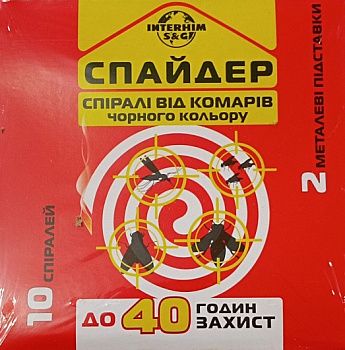 INTERHIM
S&G
СПАЙДЕР
СПІРАЛІ ВІД КОМАРІВ
ЧОРНОГО КОЛЬОРУ
2 МЕТАЛЕВІ ПІДСТАВКИ
10 СПІРАЛЕЙ
ДО 40 ГОДИН
ЗАХИСТ